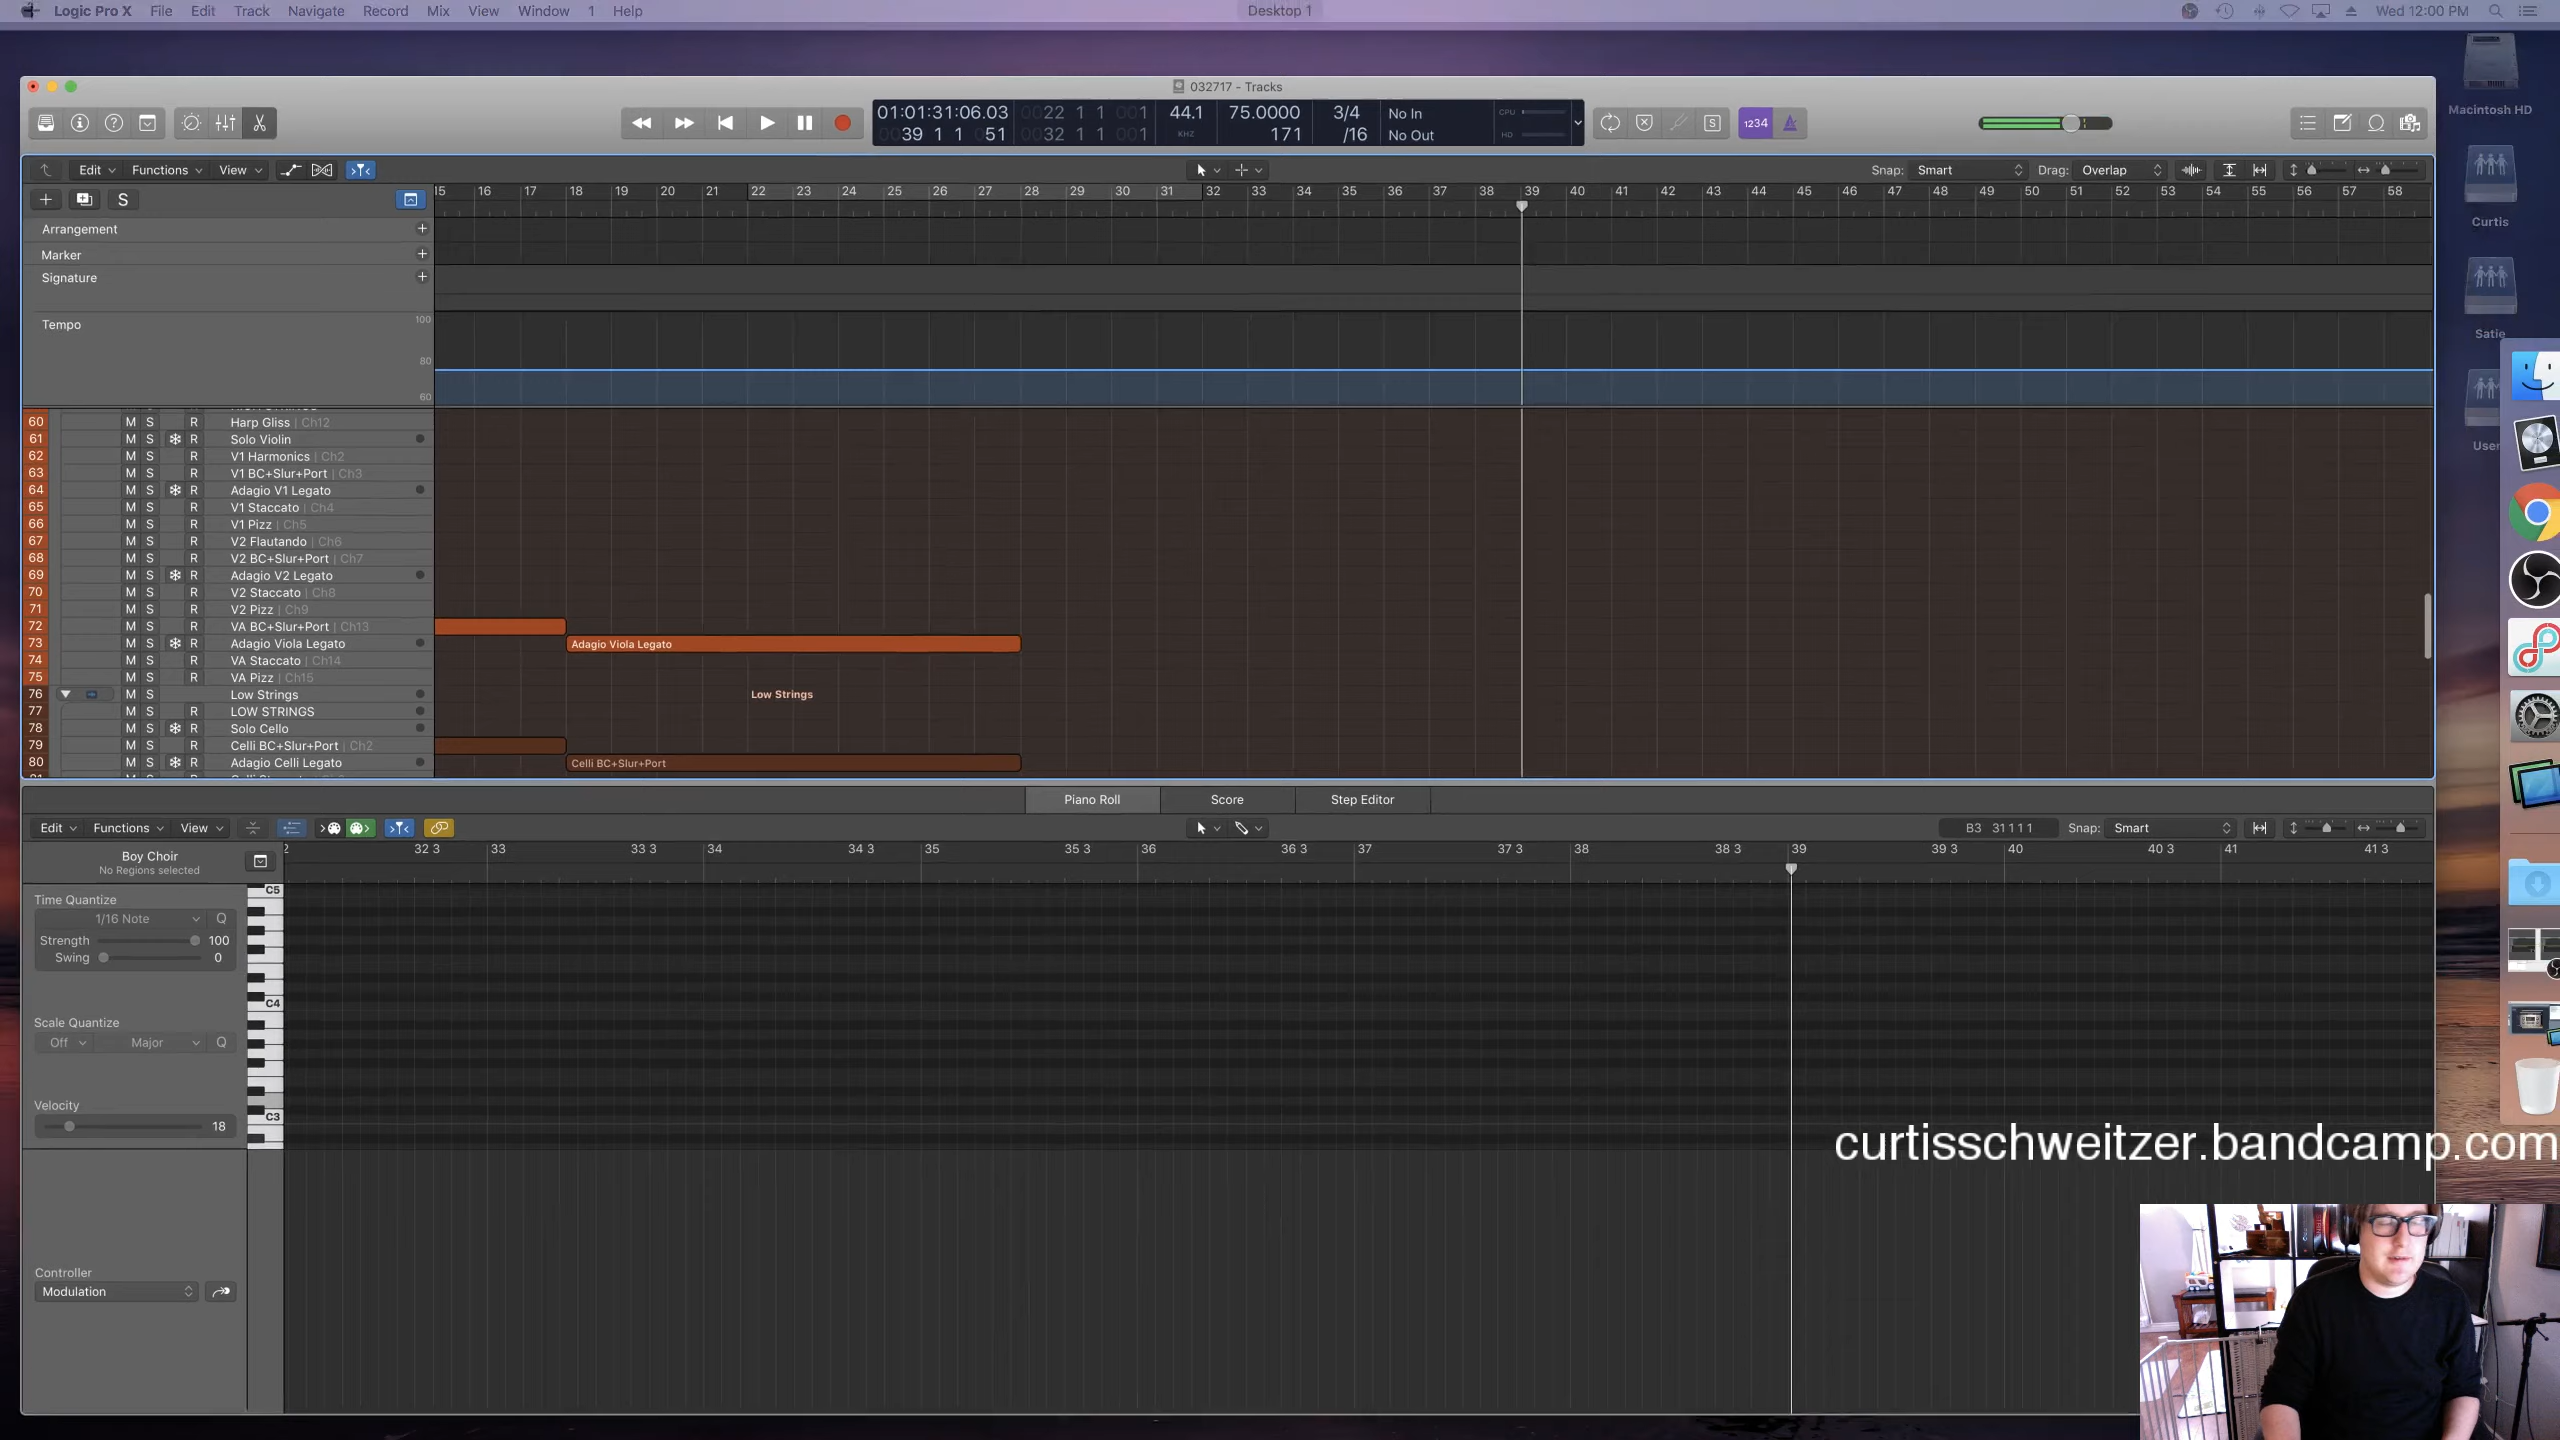 Logic Pro X File Edit Track Navigate Record Mix View Window 1 Help Desktop 1 Wed 12:00 PM
Macintosh HD
Curtis
Satie
User
032717 - Tracks
01:01:31:06.03 0022 1 1 001 44.1 75.0000 3/4 No In CPU
0039 1 1 051 0032 1 1 001 KHZ 171 /16 No Out HD
S 1234
Edit Functions View Snap: Smart Drag: Overlap
S 15 16 17 18 19 20 21 22 23 24 25 26 27 28 29 30 31 32 33 34 35 36 37 38 39 40 41 42 43 44 45 46 47 48 49 50 51 52 53 54 55 56 57 58
Arrangement
Marker
Signature
Tempo 100
80
60
60 M S R Harp Gliss | Ch12
61 M S R Solo Violin
62 M S R V1 Harmonics | Ch2
63 M S R V1 BC+Slur+Port | Ch3
64 M S R Adagio V1 Legato
65 M S R V1 Staccato | Ch4
66 M S R V1 Pizz | Ch5
67 M S R V2 Flautando | Ch6
68 M S R V2 BC+Slur+Port | Ch7
69 M S R Adagio V2 Legato
70 M S R V2 Staccato | Ch8
71 M S R V2 Pizz | Ch9
72 M S R VA BC+Slur+Port | Ch13
73 M S R Adagio Viola Legato Adagio Viola Legato
74 M S R VA Staccato | Ch14
75 M S R VA Pizz | Ch15
76 M S Low Strings Low Strings
77 M S R LOW STRINGS
78 M S R Solo Cello
79 M S R Celli BC+Slur+Port | Ch2
80 M S R Adagio Celli Legato Celli BC+Slur+Port
Piano Roll Score Step Editor
Edit Functions View B3 31 1 1 1 Snap: Smart
2 32 3 33 33 3 34 34 3 35 35 3 36 36 3 37 37 3 38 38 3 39 39 3 40 40 3 41 41 3
Boy Choir
No Regions selected
Time Quantize
1/16 Note Q
Strength 100
Swing 0
Scale Quantize
Off Major Q
Velocity
18
C5
C4
C3
Controller
Modulation
curtisschweitzer.bandcamp.com